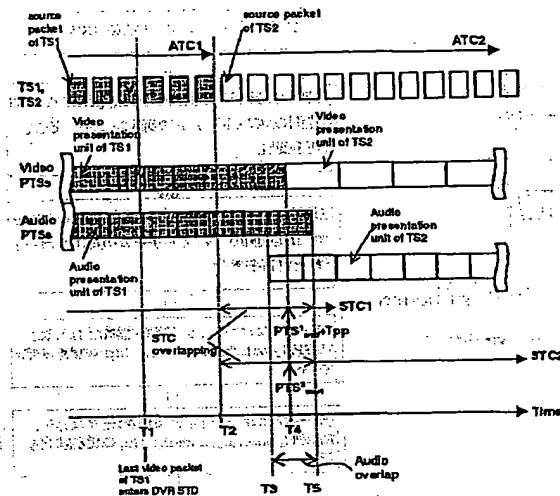 source packet of TS1
source packet of TS2
ATC1
ATC2
TS1, TS2
Video presentation unit of TS1
Video presentation unit of TS2
Video PTSs
Audio PTSs
Audio presentation unit of TS1
Audio presentation unit of TS2
STC1
STC overlapping
STC2
Time
T1
T2
T4
Last video packet of TS1 enters DVR STD
T3
T5
Audio overlap